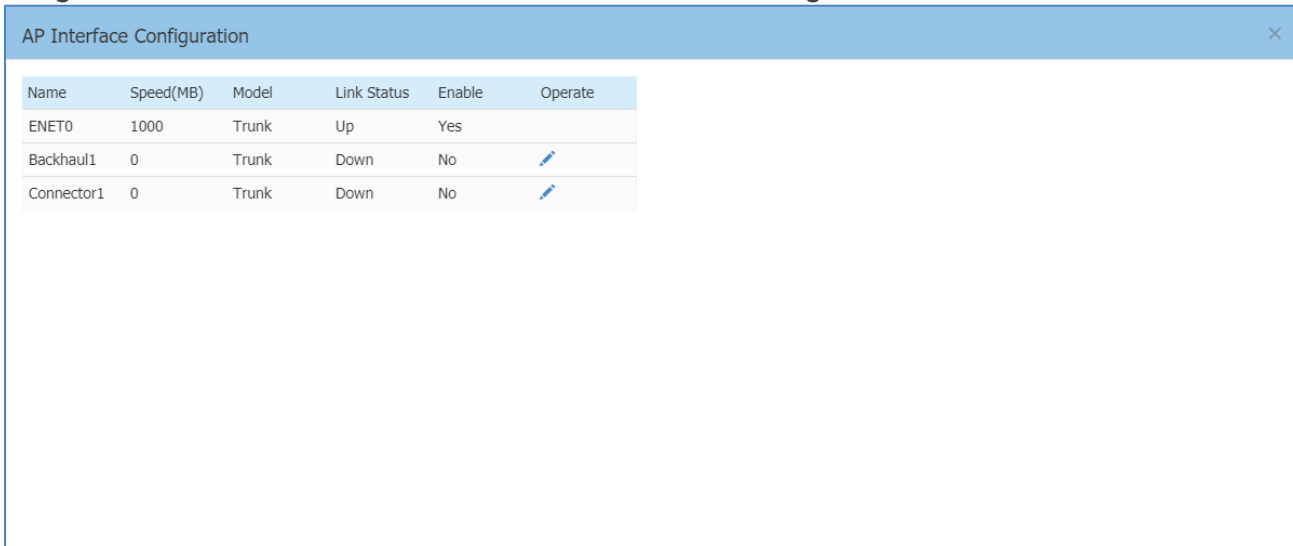 AP Interface Configuration
Name Speed(MB) Model Link Status Enable Operate
ENET0 1000 Trunk Up Yes
Backhaul1 0 Trunk Down No
Connector1 0 Trunk Down No